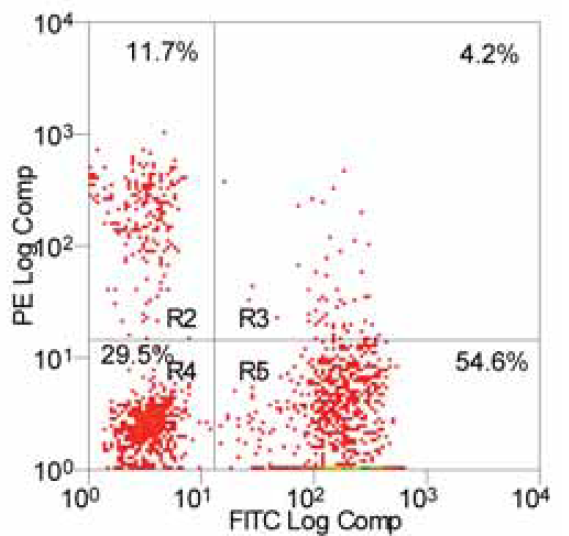 10⁴
11.7%
4.2%
10³
PE Log Comp
10²
R2
R3
10¹
29.5%
R4
R5
54.6%
10⁰
10⁰
10¹
10²
10³
10⁴
FITC Log Comp